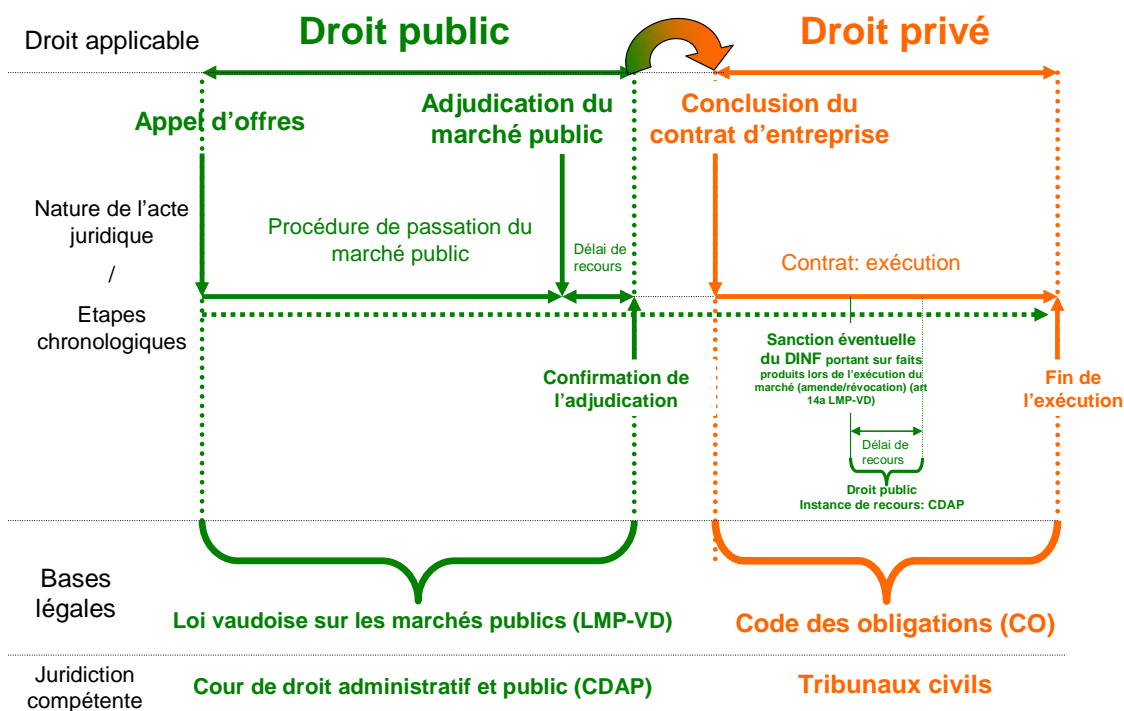 Droit applicable
Droit public
Droit privé
Appel d'offres
Adjudication du
marché public
Conclusion du
contrat d'entreprise
Nature de l'acte
juridique
/
Etapes
chronologiques
Procédure de passation du
marché public
Délai de
recours
Contrat: exécution
Confirmation de
l'adjudication
Sanction éventuelle
du DINF portant sur faits
produits lors de l'exécution du
marché (amende/révocation) (art
14a LMP-VD)
Fin de
l'exécution
Délai de
recours
Droit public
Instance de recours: CDAP
Bases
légales
Loi vaudoise sur les marchés publics (LMP-VD)
Code des obligations (CO)
Juridiction
compétente
Cour de droit administratif et public (CDAP)
Tribunaux civils